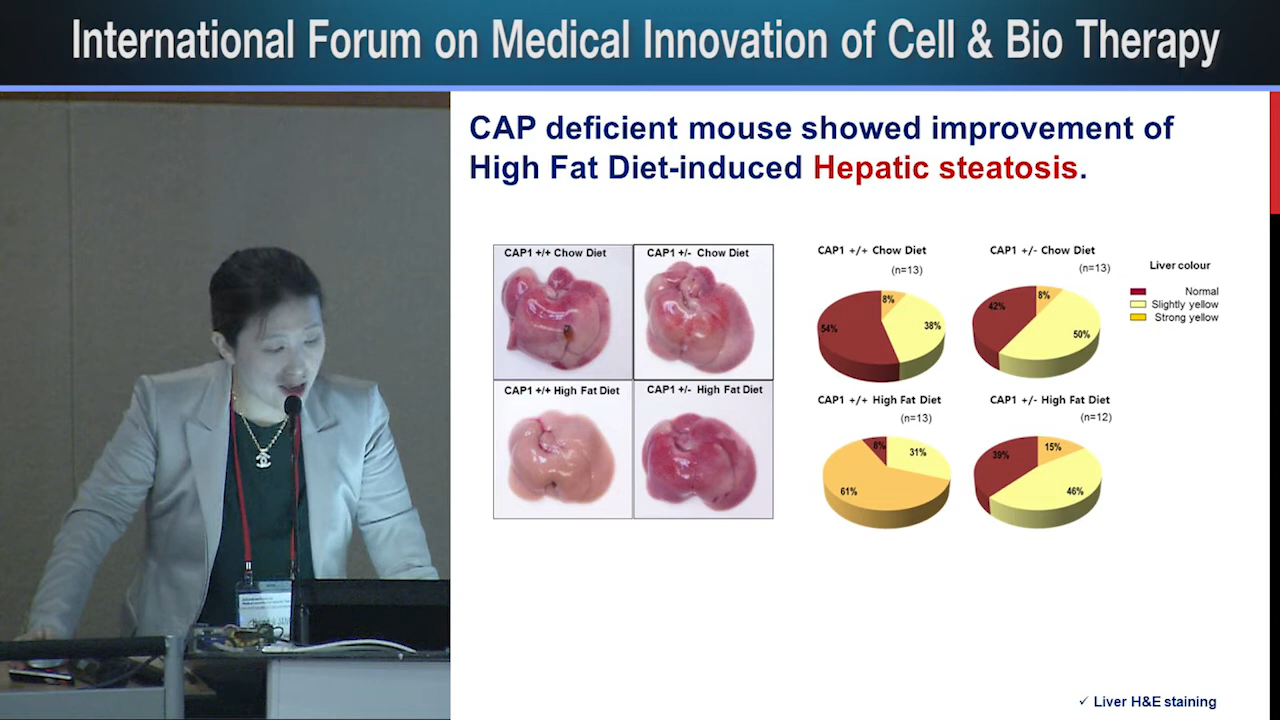 International Forum on Medical Innovation of Cell & Bio Therapy
CAP deficient mouse showed improvement of
High Fat Diet-induced Hepatic steatosis.
CAP1 +/+ Chow Diet
CAP1 +/- Chow Diet
CAP1 +/+ High Fat Diet
CAP1 +/- High Fat Diet
CAP1 +/+ Chow Diet
(n=13)
8%
54%
38%
CAP1 +/- Chow Diet
(n=13)
8%
42%
50%
Liver colour
Normal
Slightly yellow
Strong yellow
CAP1 +/+ High Fat Diet
(n=13)
8%
31%
61%
CAP1 +/- High Fat Diet
(n=12)
15%
39%
46%
✓ Liver H&E staining